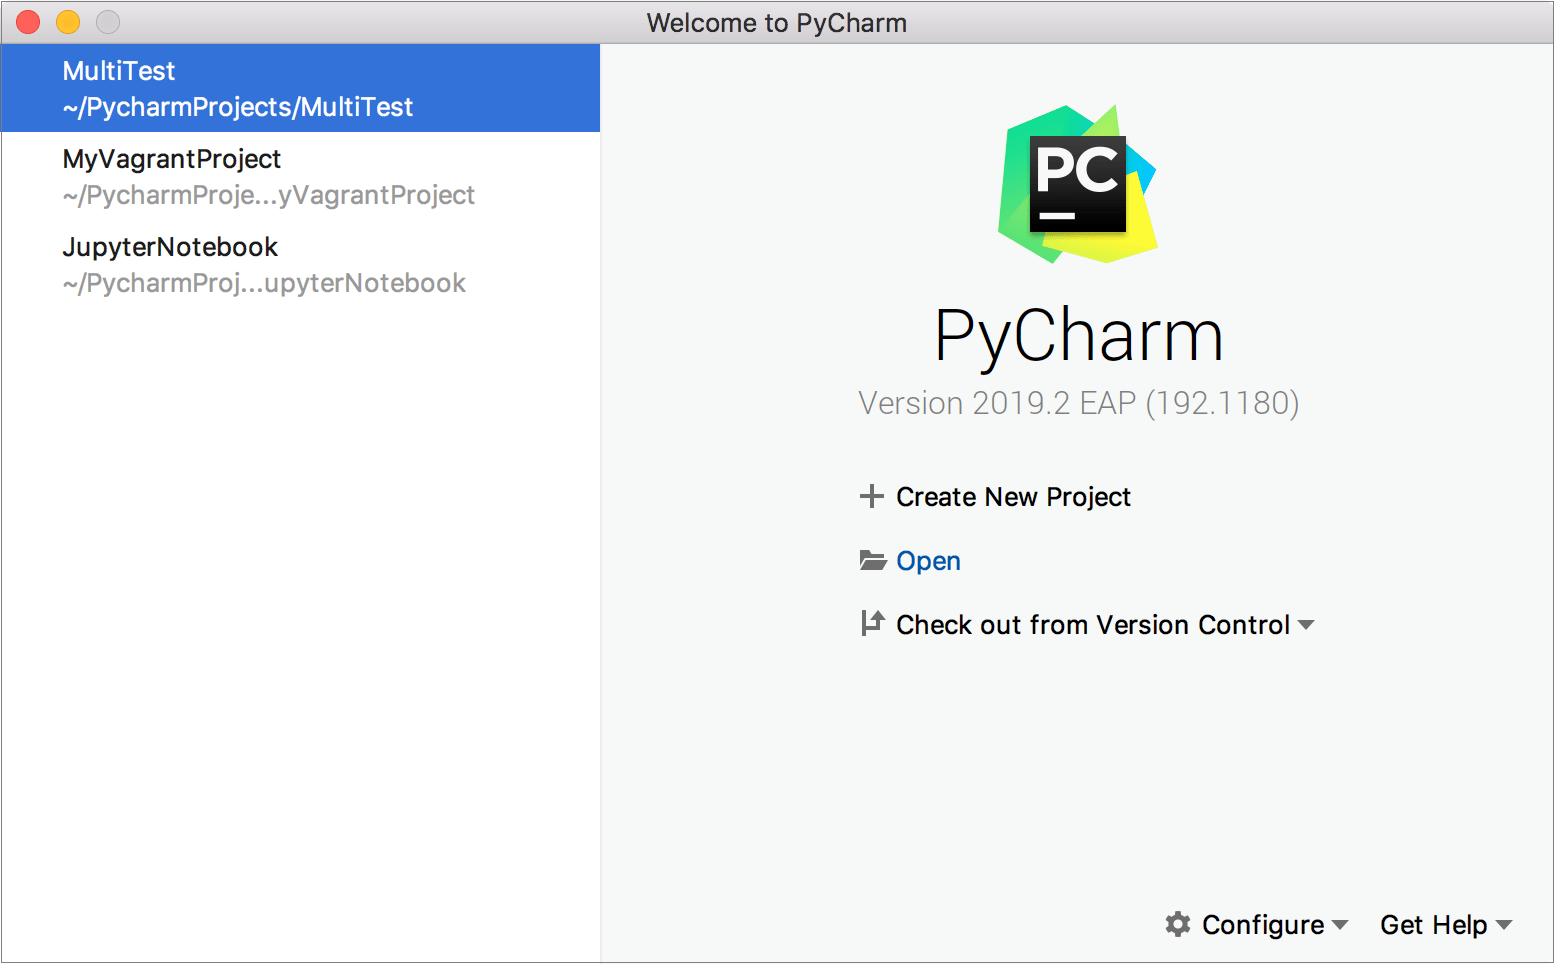 Welcome to PyCharm
MultiTest
~/PycharmProjects/MultiTest
MyVagrantProject
~/PycharmProje...yVagrantProject
JupyterNotebook
~/PycharmProj...upyterNotebook
PC
PyCharm
Version 2019.2 EAP (192.1180)
Create New Project
Open
Check out from Version Control
Configure
Get Help